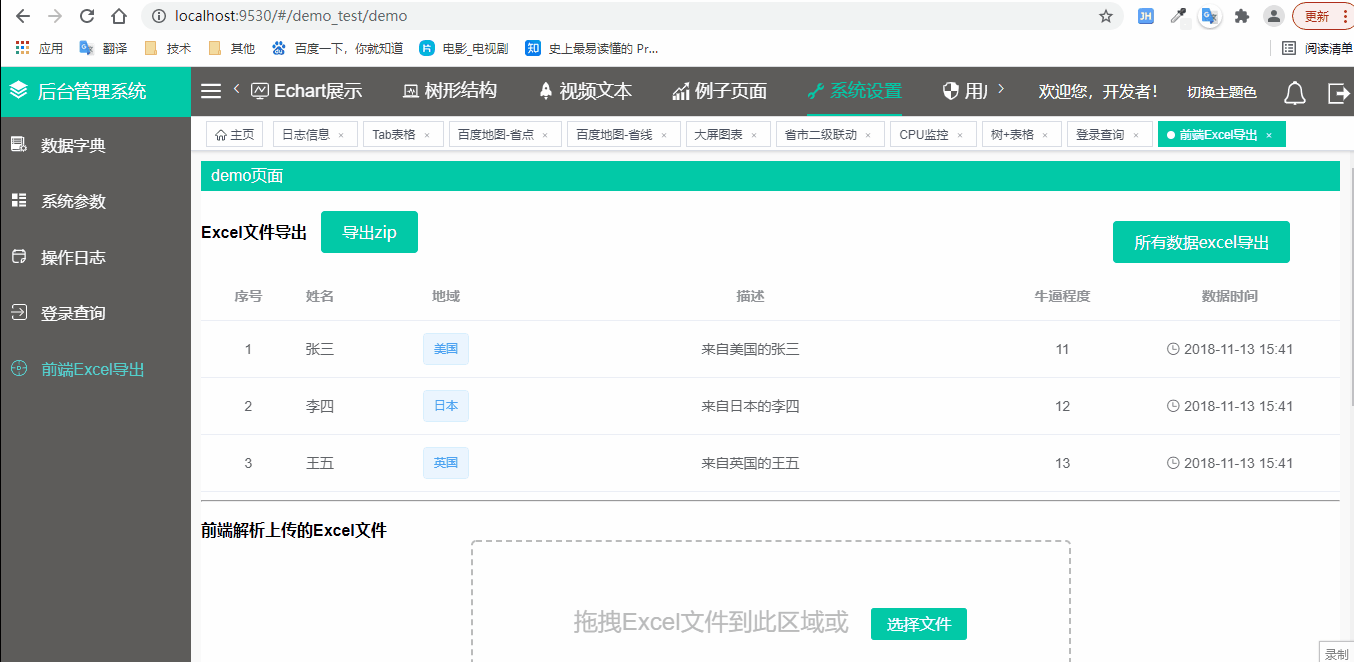 localhost:9530/#/demo_test/demo 更新
应用 翻译 技术 其他 百度一下，你就知道 电影_电视剧 史上最易读懂的 Pr... 阅读清单
后台管理系统 Echart展示 树形结构 视频文本 例子页面 系统设置 用 欢迎您，开发者! 切换主题色
主页 日志信息 × Tab表格 × 百度地图-省点 × 百度地图-省线 × 大屏图表 × 省市二级联动 × CPU监控 × 树+表格 × 登录查询 × 前端Excel导出 ×
数据字典
系统参数
操作日志
登录查询
前端Excel导出
demo页面
Excel文件导出 导出zip 所有数据excel导出
序号 姓名 地域 描述 牛逼程度 数据时间
1 张三 美国 来自美国的张三 11 2018-11-13 15:41
2 李四 日本 来自日本的李四 12 2018-11-13 15:41
3 王五 英国 来自英国的王五 13 2018-11-13 15:41
前端解析上传的Excel文件
拖拽Excel文件到此区域或 选择文件
录制